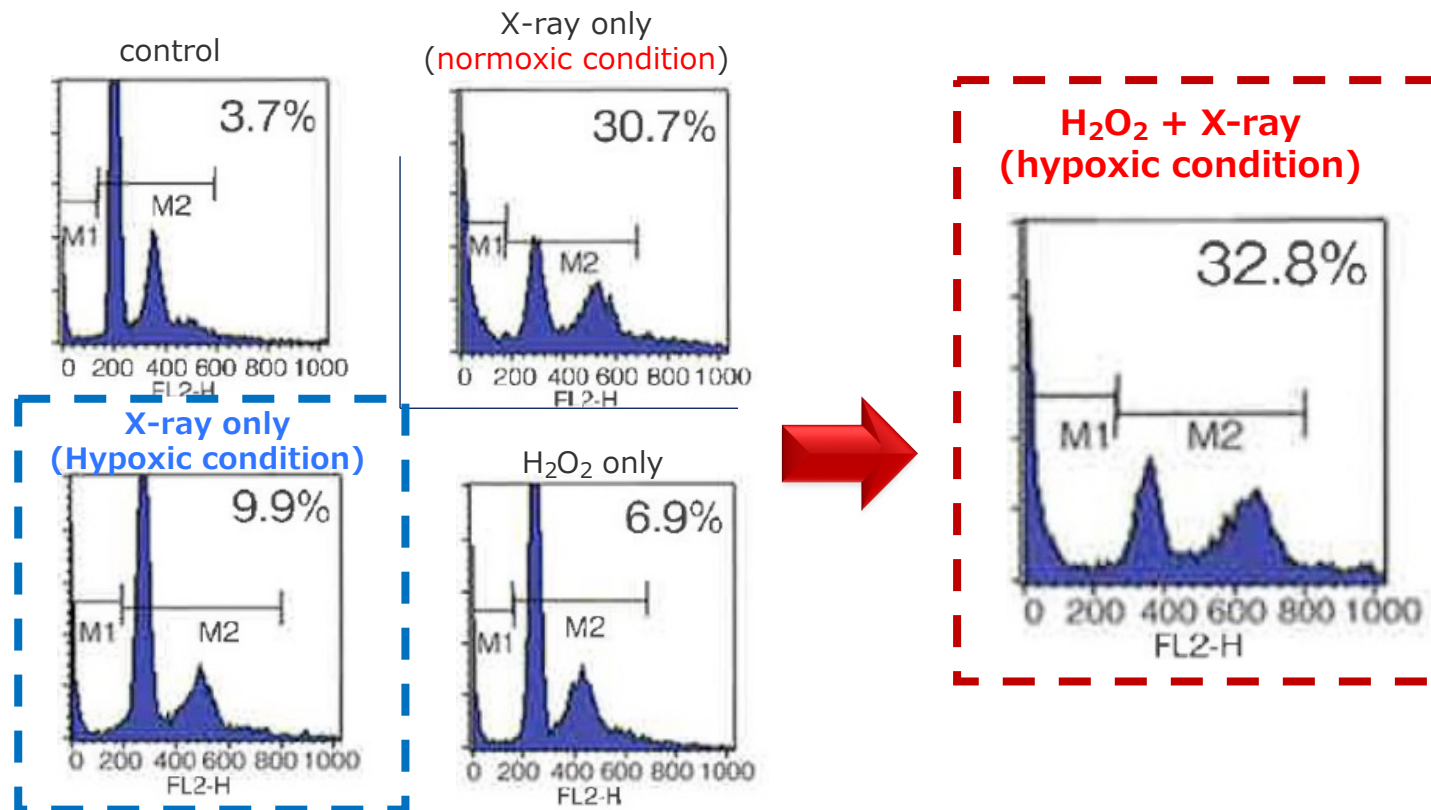 control
3.7%
M1
M2
0 200 400 600 800 1000
FL2-H
X-ray only
(normoxic condition)
30.7%
M1
M2
0 200 400 600 800 1000
FL2-H
X-ray only
(Hypoxic condition)
9.9%
M1
M2
0 200 400 600 800 1000
FL2-H
H₂O₂ only
6.9%
M1
M2
0 200 400 600 800 1000
FL2-H
H₂O₂ + X-ray
(hypoxic condition)
32.8%
M1
M2
0 200 400 600 800 1000
FL2-H